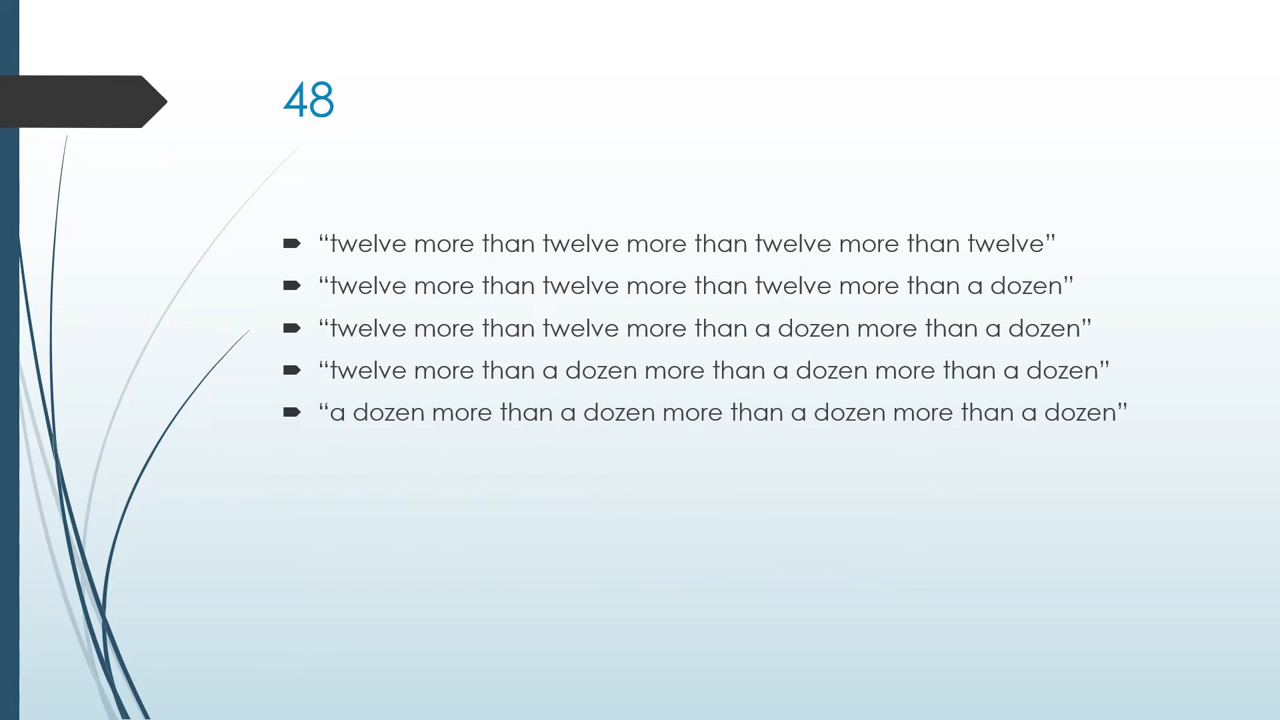 48
“twelve more than twelve more than twelve more than twelve”
“twelve more than twelve more than twelve more than a dozen”
“twelve more than twelve more than a dozen more than a dozen”
“twelve more than a dozen more than a dozen more than a dozen”
“a dozen more than a dozen more than a dozen more than a dozen”